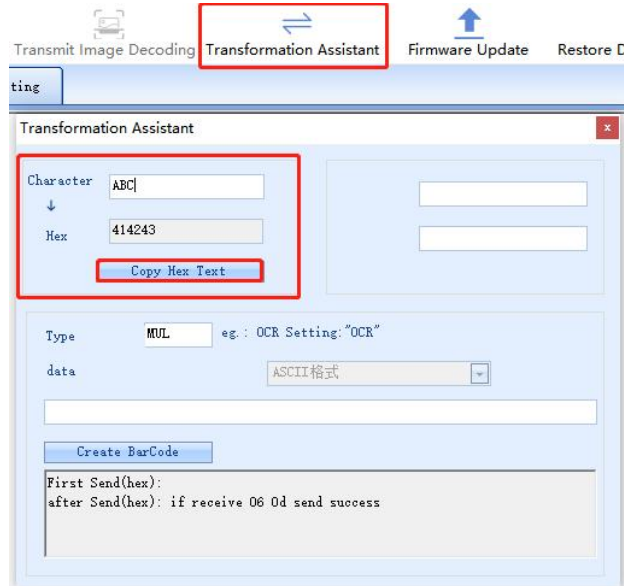 Transmit Image Decoding Transformation Assistant Firmware Update Restore D
ting
Transformation Assistant x
Character ABC
↓
Hex 414243
Copy Hex Text
Type MUL eg.: OCR Setting:"OCR"
data ASCII格式
Create BarCode
First Send(hex):
after Send(hex): if receive 06 0d send success